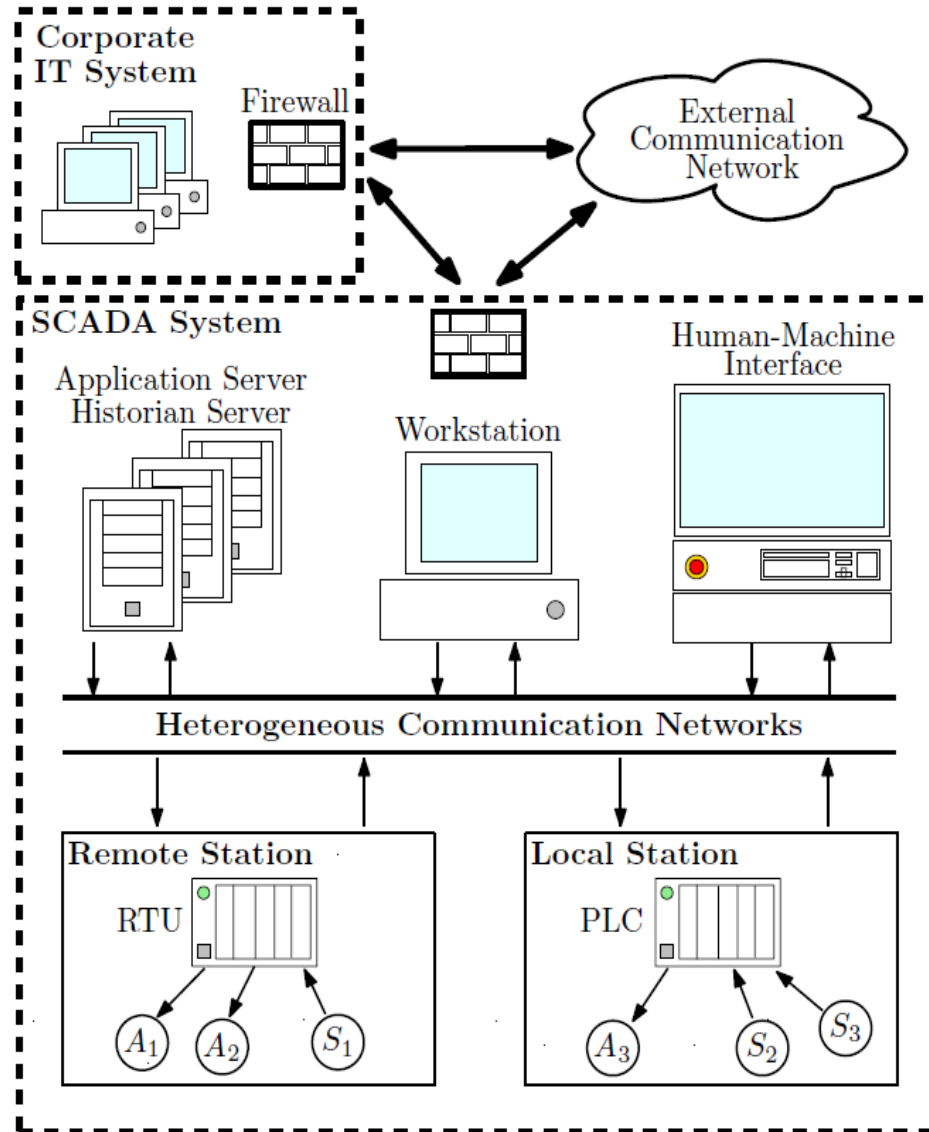 Corporate
IT System
Firewall
External
Communication
Network
SCADA System
Application Server
Historian Server
Workstation
Human-Machine
Interface
Heterogeneous Communication Networks
Remote Station
RTU
A₁
A₂
S₁
Local Station
PLC
A₃
S₂
S₃